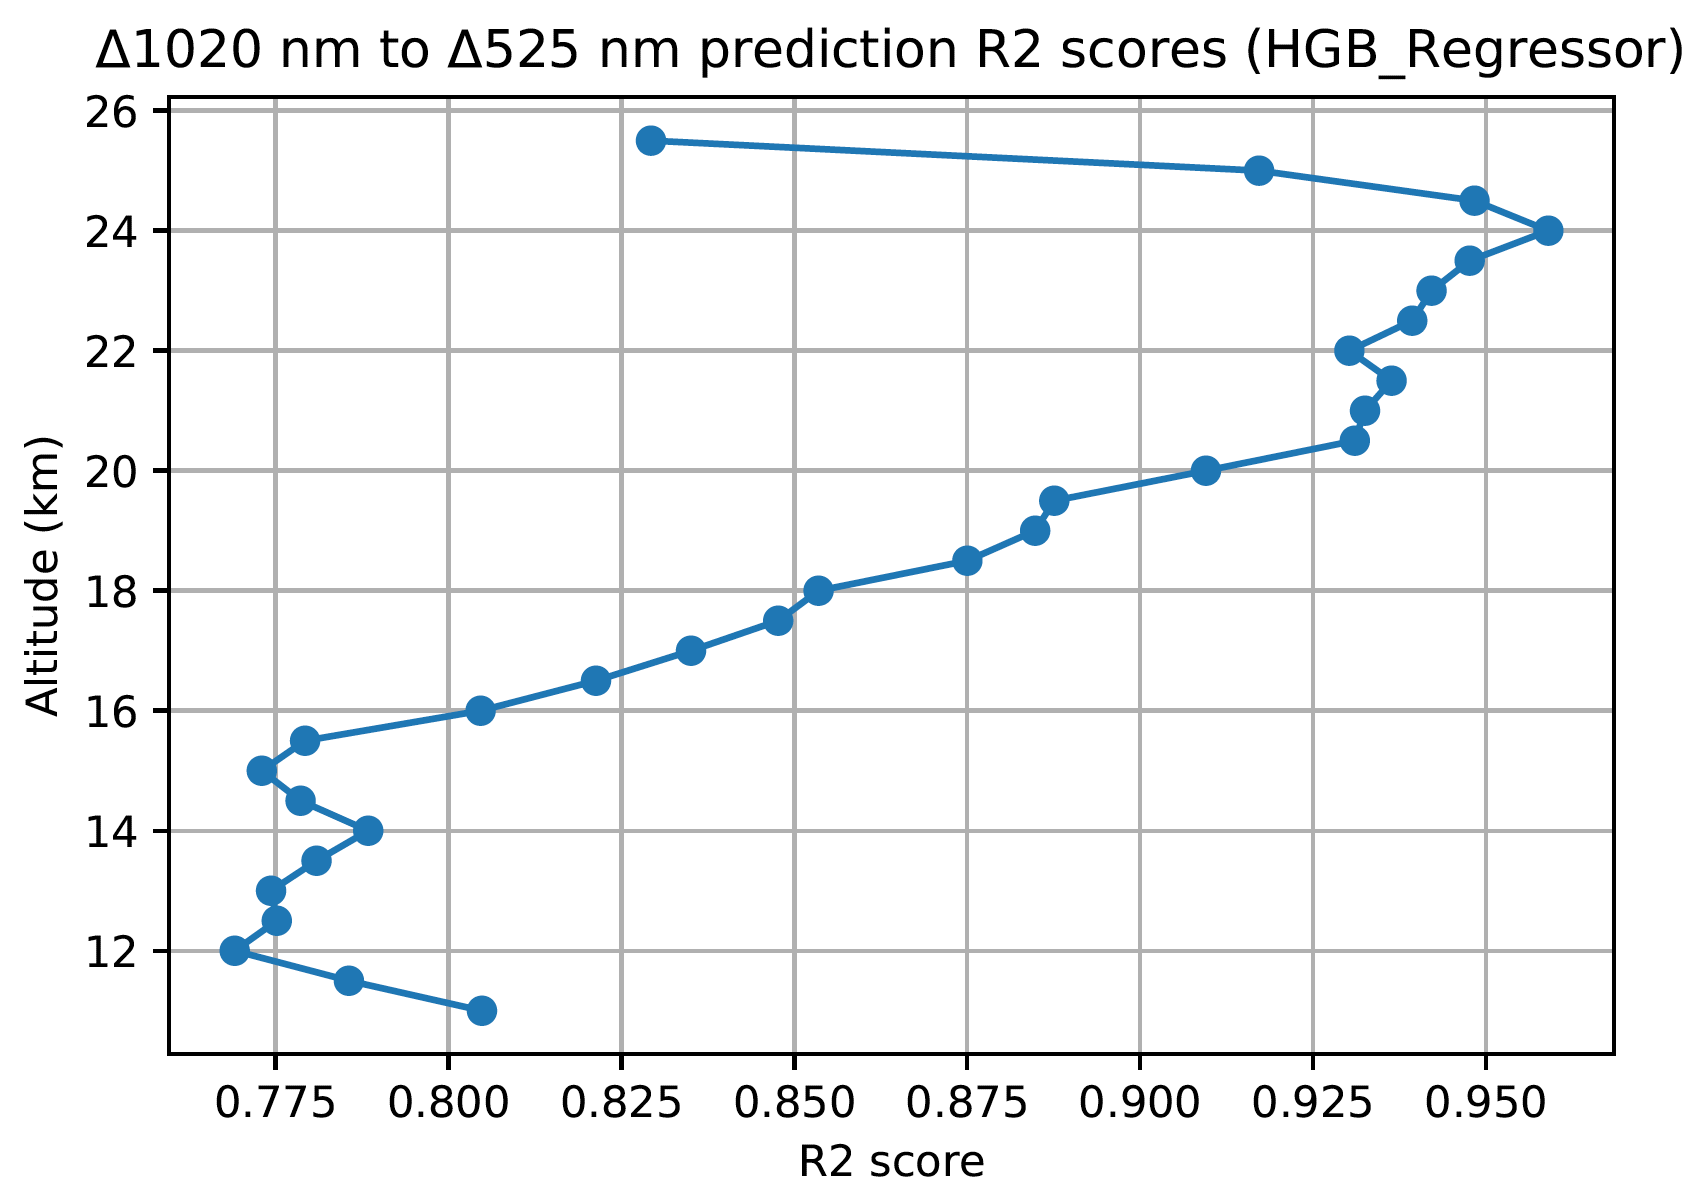 Δ1020 nm to Δ525 nm prediction R2 scores (HGB_Regressor)
26
24
22
20
18
16
14
12
Altitude (km)
0.775 0.800 0.825 0.850 0.875 0.900 0.925 0.950
R2 score